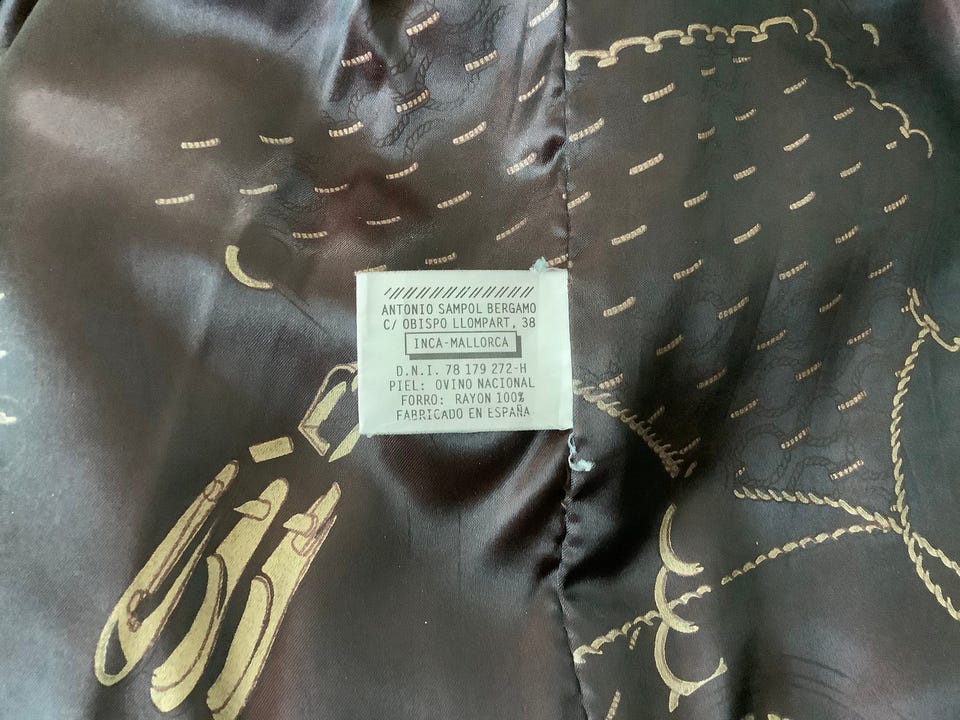 ANTONIO SAMPOL BERGAMO
C/ OBISPO LLOMPART, 38
INCA-MALLORCA
D.N.I. 78 179 272-H
PIEL: OVINO NACIONAL
FORRO: RAYON 100%
FABRICADO EN ESPAÑA